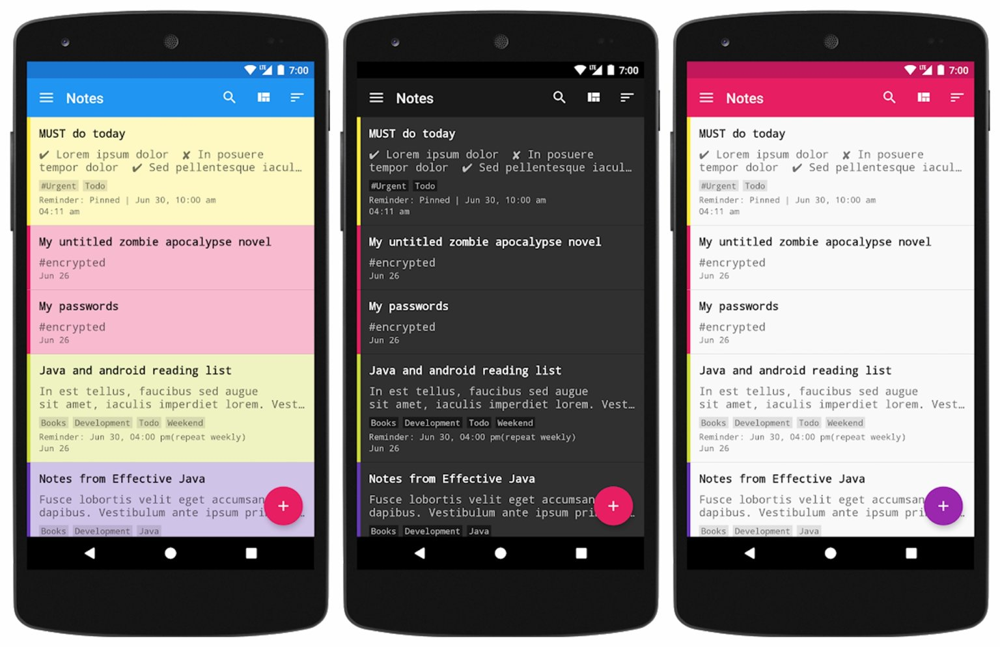 LTE 7:00
Notes
MUST do today
✔ Lorem ipsum dolor ✘ In posuere
tempor dolor ✔ Sed pellentesque iacul…
#Urgent Todo
Reminder: Pinned | Jun 30, 10:00 am
04:11 am
My untitled zombie apocalypse novel
#encrypted
Jun 26
My passwords
#encrypted
Jun 26
Java and android reading list
In est tellus, faucibus sed augue
sit amet, iaculis imperdiet lorem. Vest…
Books Development Todo Weekend
Reminder: Jun 30, 04:00 pm(repeat weekly)
Jun 26
Notes from Effective Java
Fusce lobortis velit eget accumsan
dapibus. Vestibulum ante ipsum pri…
Books Development Java
LTE 7:00
Notes
MUST do today
✔ Lorem ipsum dolor ✘ In posuere
tempor dolor ✔ Sed pellentesque iacul…
#Urgent Todo
Reminder: Pinned | Jun 30, 10:00 am
04:11 am
My untitled zombie apocalypse novel
#encrypted
Jun 26
My passwords
#encrypted
Jun 26
Java and android reading list
In est tellus, faucibus sed augue
sit amet, iaculis imperdiet lorem. Vest…
Books Development Todo Weekend
Reminder: Jun 30, 04:00 pm(repeat weekly)
Jun 26
Notes from Effective Java
Fusce lobortis velit eget accumsan
dapibus. Vestibulum ante ipsum pri…
Books Development Java
LTE 7:00
Notes
MUST do today
✔ Lorem ipsum dolor ✘ In posuere
tempor dolor ✔ Sed pellentesque iacul…
#Urgent Todo
Reminder: Pinned | Jun 30, 10:00 am
04:11 am
My untitled zombie apocalypse novel
#encrypted
Jun 26
My passwords
#encrypted
Jun 26
Java and android reading list
In est tellus, faucibus sed augue
sit amet, iaculis imperdiet lorem. Vest…
Books Development Todo Weekend
Reminder: Jun 30, 04:00 pm(repeat weekly)
Jun 26
Notes from Effective Java
Fusce lobortis velit eget accumsan
dapibus. Vestibulum ante ipsum pri…
Books Development Java